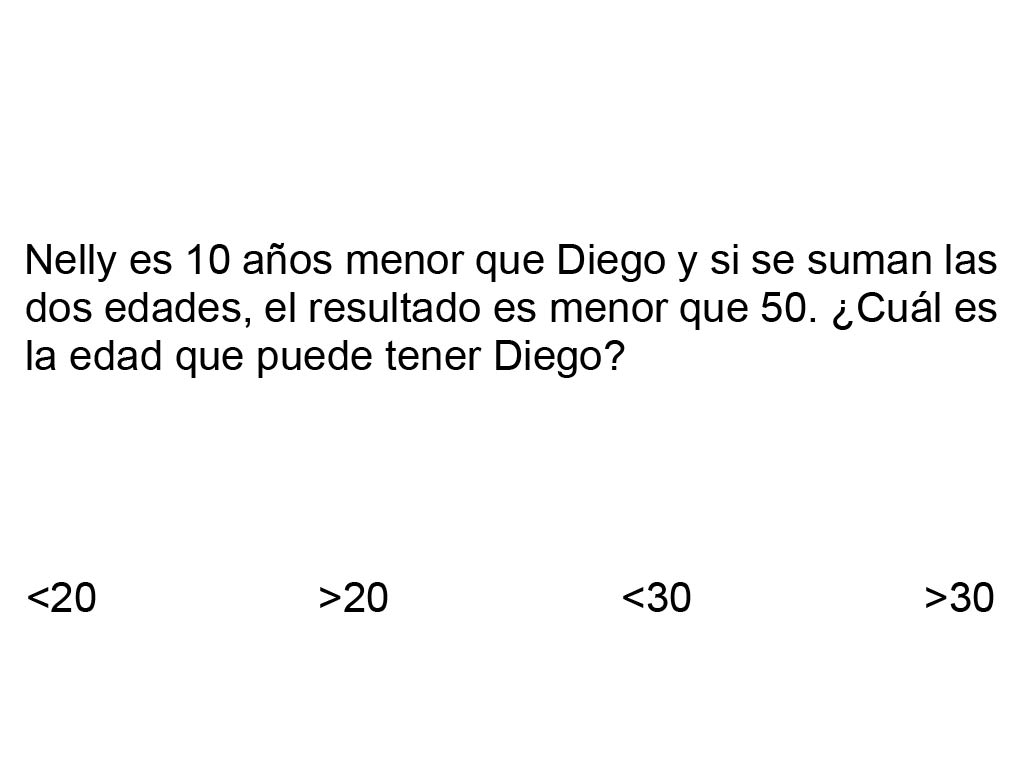 Nelly es 10 años menor que Diego y si se suman las
dos edades, el resultado es menor que 50. ¿Cuál es
la edad que puede tener Diego?
<20 >20 <30 >30